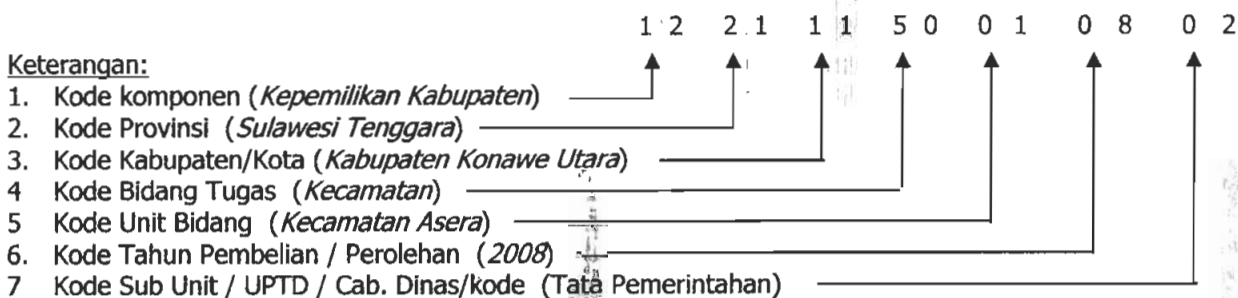 1 2 2 1 1 1 5 0 0 1 0 8 0 2
Keterangan:
1. Kode komponen (Kepemilikan Kabupaten)
2. Kode Provinsi (Sulawesi Tenggara)
3. Kode Kabupaten/Kota (Kabupaten Konawe Utara)
4 Kode Bidang Tugas (Kecamatan)
5 Kode Unit Bidang (Kecamatan Asera)
6. Kode Tahun Pembelian / Perolehan (2008)
7 Kode Sub Unit / UPTD / Cab. Dinas/kode (Tata Pemerintahan)